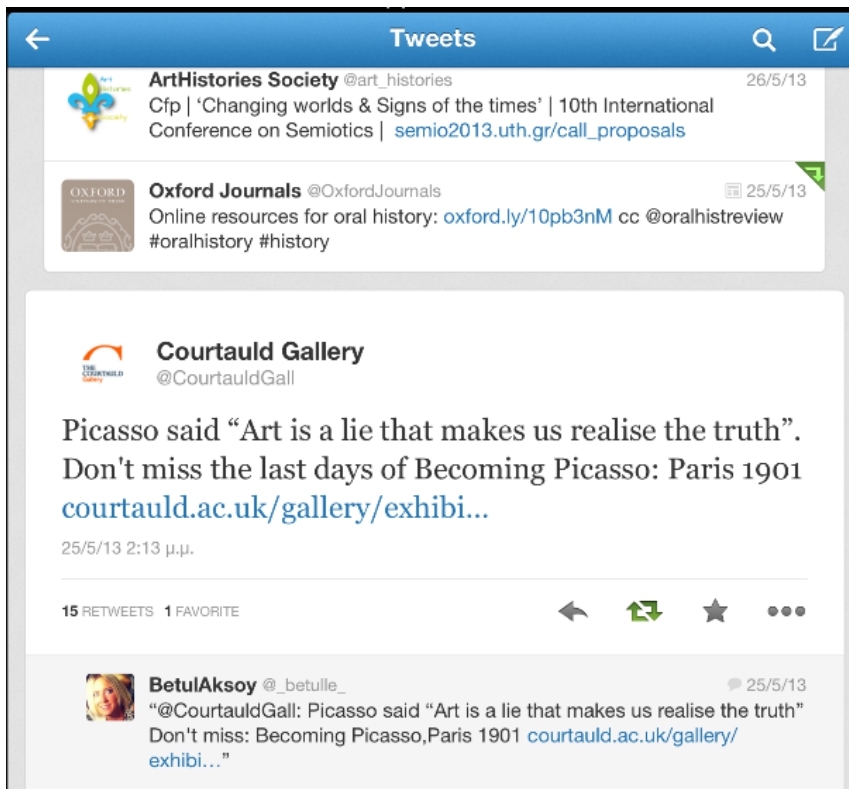 Tweets
ArtHistories Society @art_histories 26/5/13
Cfp | ‘Changing worlds & Signs of the times’ | 10th International
Conference on Semiotics | semio2013.uth.gr/call_proposals
OXFORD
Oxford Journals @OxfordJournals 25/5/13
Online resources for oral history: oxford.ly/10pb3nM cc @oralhistreview
#oralhistory #history
THE
COURTAULD
Gallery
Courtauld Gallery
@CourtauldGall
Picasso said “Art is a lie that makes us realise the truth”.
Don't miss the last days of Becoming Picasso: Paris 1901
courtauld.ac.uk/gallery/exhibi...
25/5/13 2:13 μ.μ.
15 RETWEETS 1 FAVORITE
BetulAksoy @_betulle_ 25/5/13
“@CourtauldGall: Picasso said “Art is a lie that makes us realise the truth”
Don't miss: Becoming Picasso,Paris 1901 courtauld.ac.uk/gallery/
exhibi…”